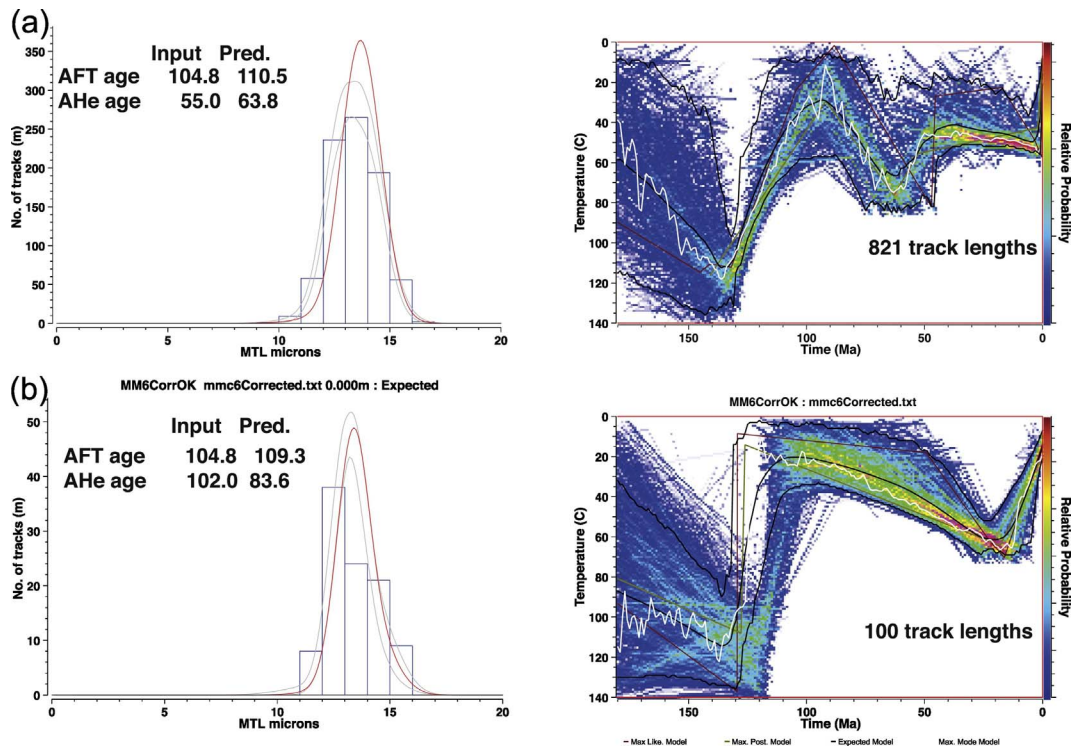 (a)
Input Pred.
AFT age 104.8 110.5
AHe age 55.0 63.8
No. of tracks (m)
350
300
250
200
150
100
50
0
0 5 10 15 20
MTL microns
Temperature (C)
0
20
40
60
80
100
120
140
821 track lengths
150 100 50 0
Time (Ma)
Relative Probability
(b)
MM6CorrOK mmc6Corrected.txt 0.000m : Expected
Input Pred.
AFT age 104.8 109.3
AHe age 102.0 83.6
No. of tracks (m)
50
40
30
20
10
0
0 5 10 15 20
MTL microns
MM6CorrOK : mmc6Corrected.txt
Temperature (C)
0
20
40
60
80
100
120
140
100 track lengths
150 100 50 0
Time (Ma)
Relative Probability
Max Like. Model Max. Post. Model Expected Model Max. Mode Model